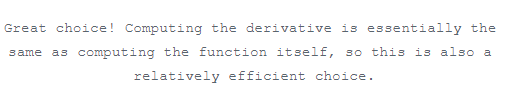 Great choice! Computing the derivative is essentially the
same as computing the function itself, so this is also a
relatively efficient choice.